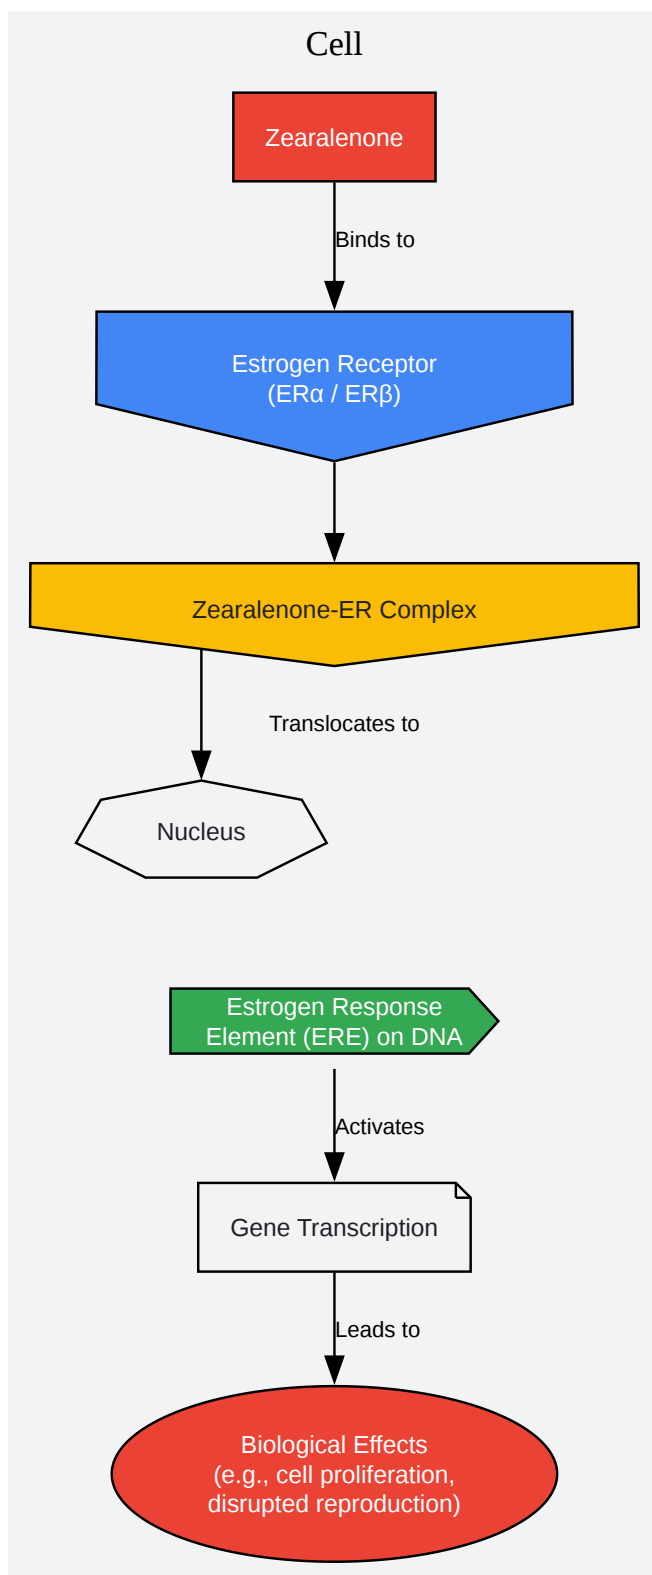 Cell
Zearalenone
Binds to
Estrogen Receptor
(ERα / ERβ)
Zearalenone-ER Complex
Translocates to
Nucleus
Estrogen Response
Element (ERE) on DNA
Activates
Gene Transcription
Leads to
Biological Effects
(e.g., cell proliferation,
disrupted reproduction)